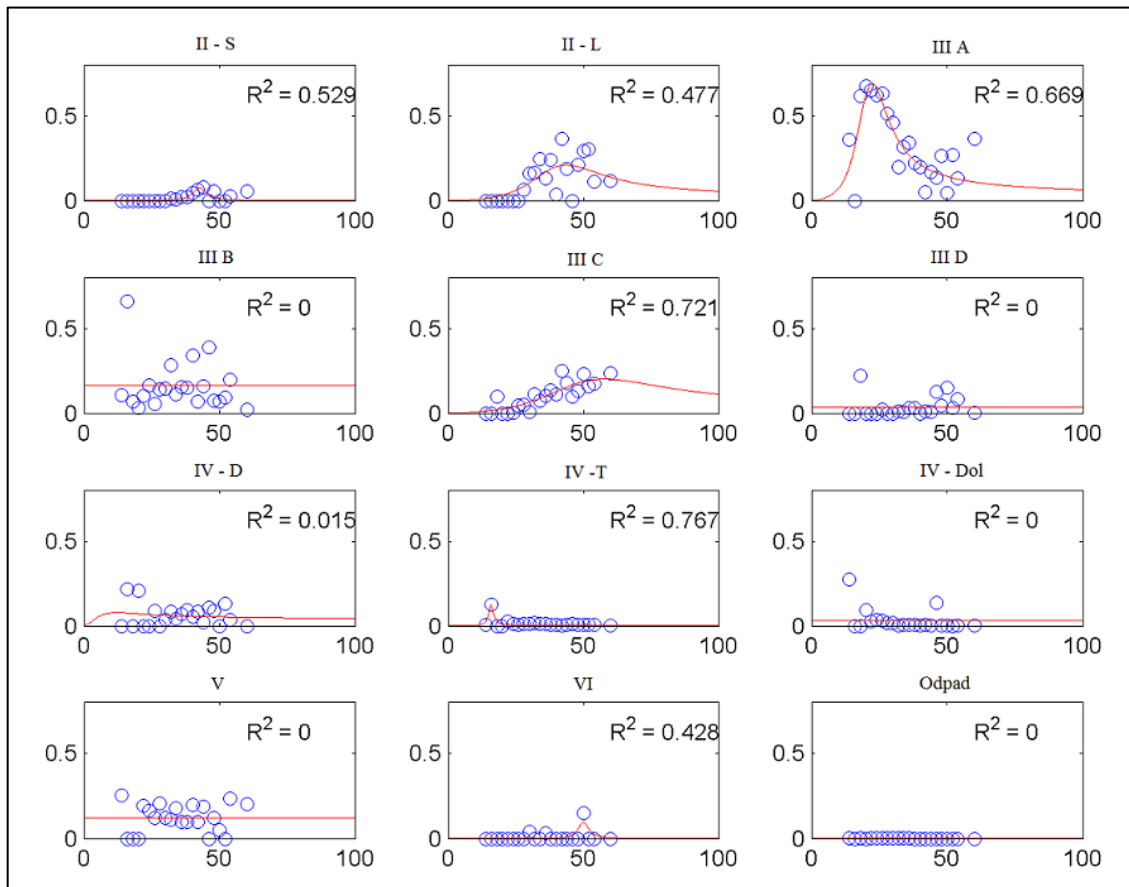 II - S II - L III A
R² = 0.529 R² = 0.477 R² = 0.669
0.5 0.5 0.5
0 0 0
0 50 100 0 50 100 0 50 100
III B III C III D
R² = 0 R² = 0.721 R² = 0
0.5 0.5 0.5
0 0 0
0 50 100 0 50 100 0 50 100
IV - D IV -T IV - Dol
R² = 0.015 R² = 0.767 R² = 0
0.5 0.5 0.5
0 0 0
0 50 100 0 50 100 0 50 100
V VI Odpad
R² = 0 R² = 0.428 R² = 0
0.5 0.5 0.5
0 0 0
0 50 100 0 50 100 0 50 100